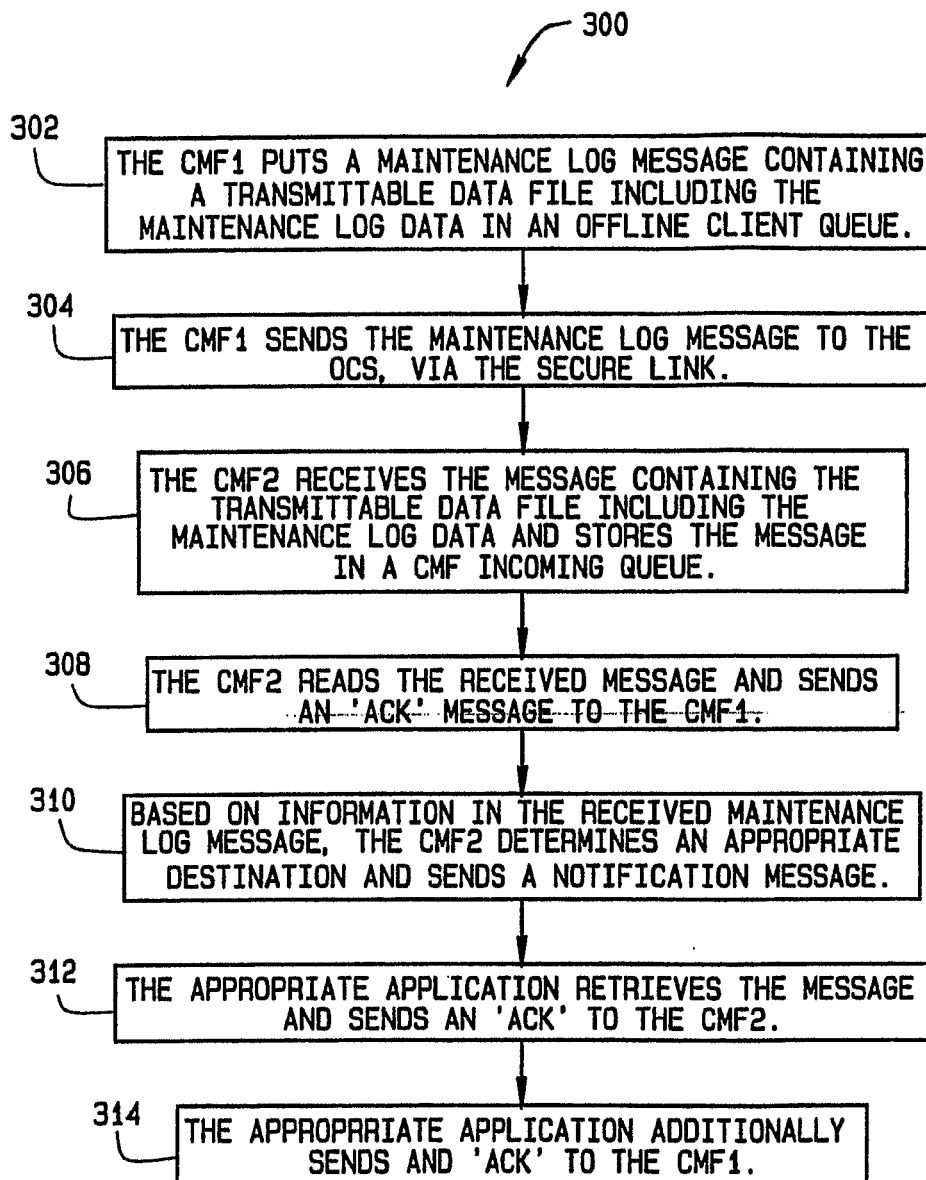 300
302
THE CMF1 PUTS A MAINTENANCE LOG MESSAGE CONTAINING
A TRANSMITTABLE DATA FILE INCLUDING THE
MAINTENANCE LOG DATA IN AN OFFLINE CLIENT QUEUE.
304
THE CMF1 SENDS THE MAINTENANCE LOG MESSAGE TO THE
OCS, VIA THE SECURE LINK.
306
THE CMF2 RECEIVES THE MESSAGE CONTAINING THE
TRANSMITTABLE DATA FILE INCLUDING THE
MAINTENANCE LOG DATA AND STORES THE MESSAGE
IN A CMF INCOMING QUEUE.
308
THE CMF2 READS THE RECEIVED MESSAGE AND SENDS
AN 'ACK' MESSAGE TO THE CMF1.
310
BASED ON INFORMATION IN THE RECEIVED MAINTENANCE
LOG MESSAGE, THE CMF2 DETERMINES AN APPROPRIATE
DESTINATION AND SENDS A NOTIFICATION MESSAGE.
312
THE APPROPRIATE APPLICATION RETRIEVES THE MESSAGE
AND SENDS AN 'ACK' TO THE CMF2.
314
THE APPROPRRIATE APPLICATION ADDITIONALLY
SENDS AND 'ACK' TO THE CMF1.